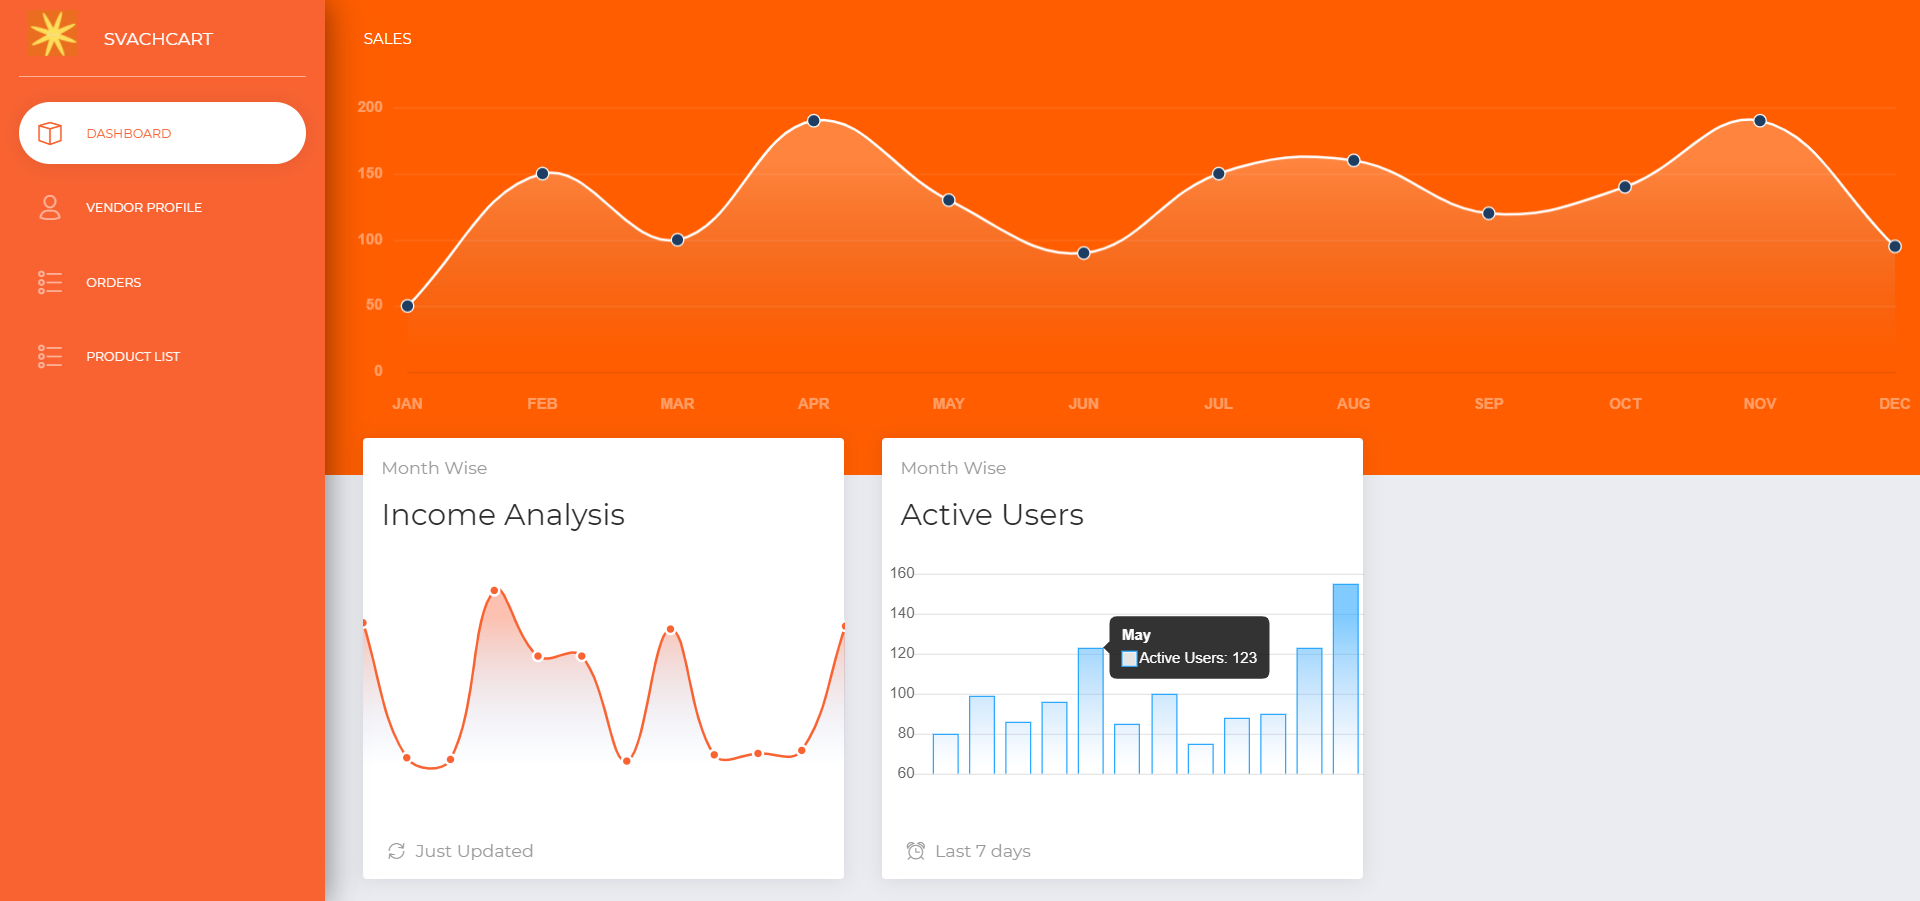 SVACHCART
DASHBOARD
VENDOR PROFILE
ORDERS
PRODUCT LIST
SALES
200
150
100
50
0
JAN FEB MAR APR MAY JUN JUL AUG SEP OCT NOV DEC
Month Wise
Income Analysis
Just Updated
Month Wise
Active Users
160
140
120
100
80
60
May
Active Users: 123
Last 7 days